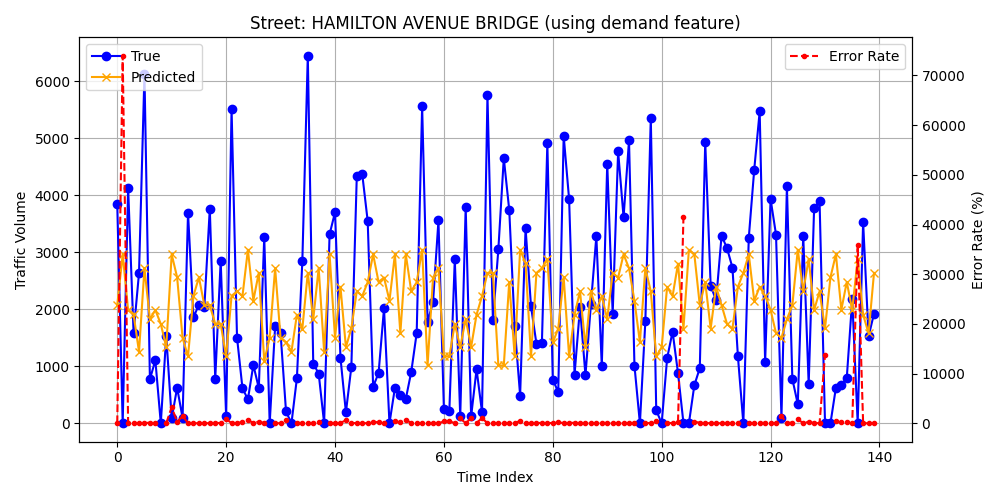 Street: HAMILTON AVENUE BRIDGE (using demand feature)
True
Predicted
Error Rate
6000
5000
4000
3000
2000
1000
0
Traffic Volume
70000
60000
50000
40000
30000
20000
10000
0
Error Rate (%)
0 20 40 60 80 100 120 140
Time Index